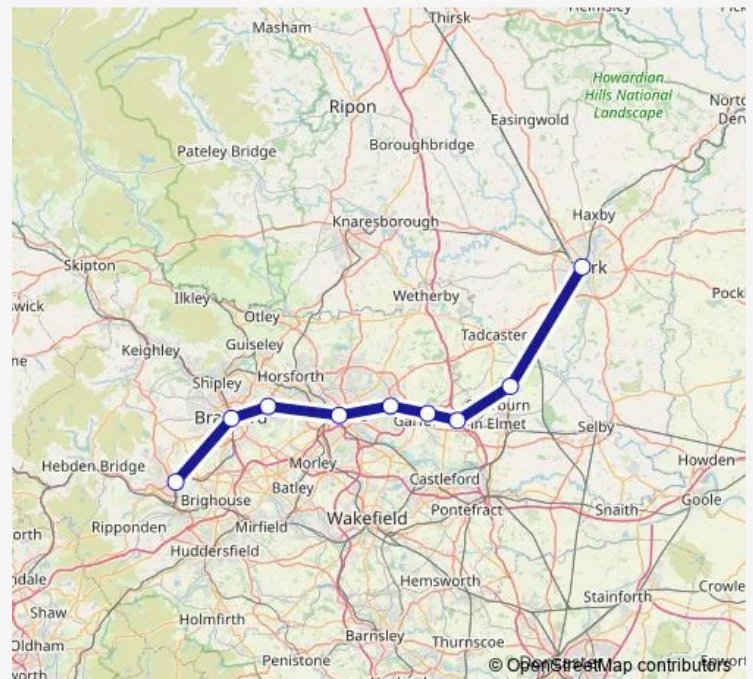 Thirsk
Masham
Howardian
Hills National
Landscape
Ripon
Easingwold
Boroughbridge
Pateley Bridge
Knaresborough
Haxby
Skipton
Ilkley
Wetherby
Otley
Tadcaster
Guiseley
Keighley
Horsforth
Shipley
Selby
Hebden Bridge
Morley
Howden
Castleford
Batley
Brighouse
Pontefract
Snaith
Goole
Ripponden
Mirfield
Wakefield
Huddersfield
Hemsworth
Stainforth
Shaw
Holmfirth
Barnsley
Thurnscoe
Penistone
© OpenStreetMap contributors